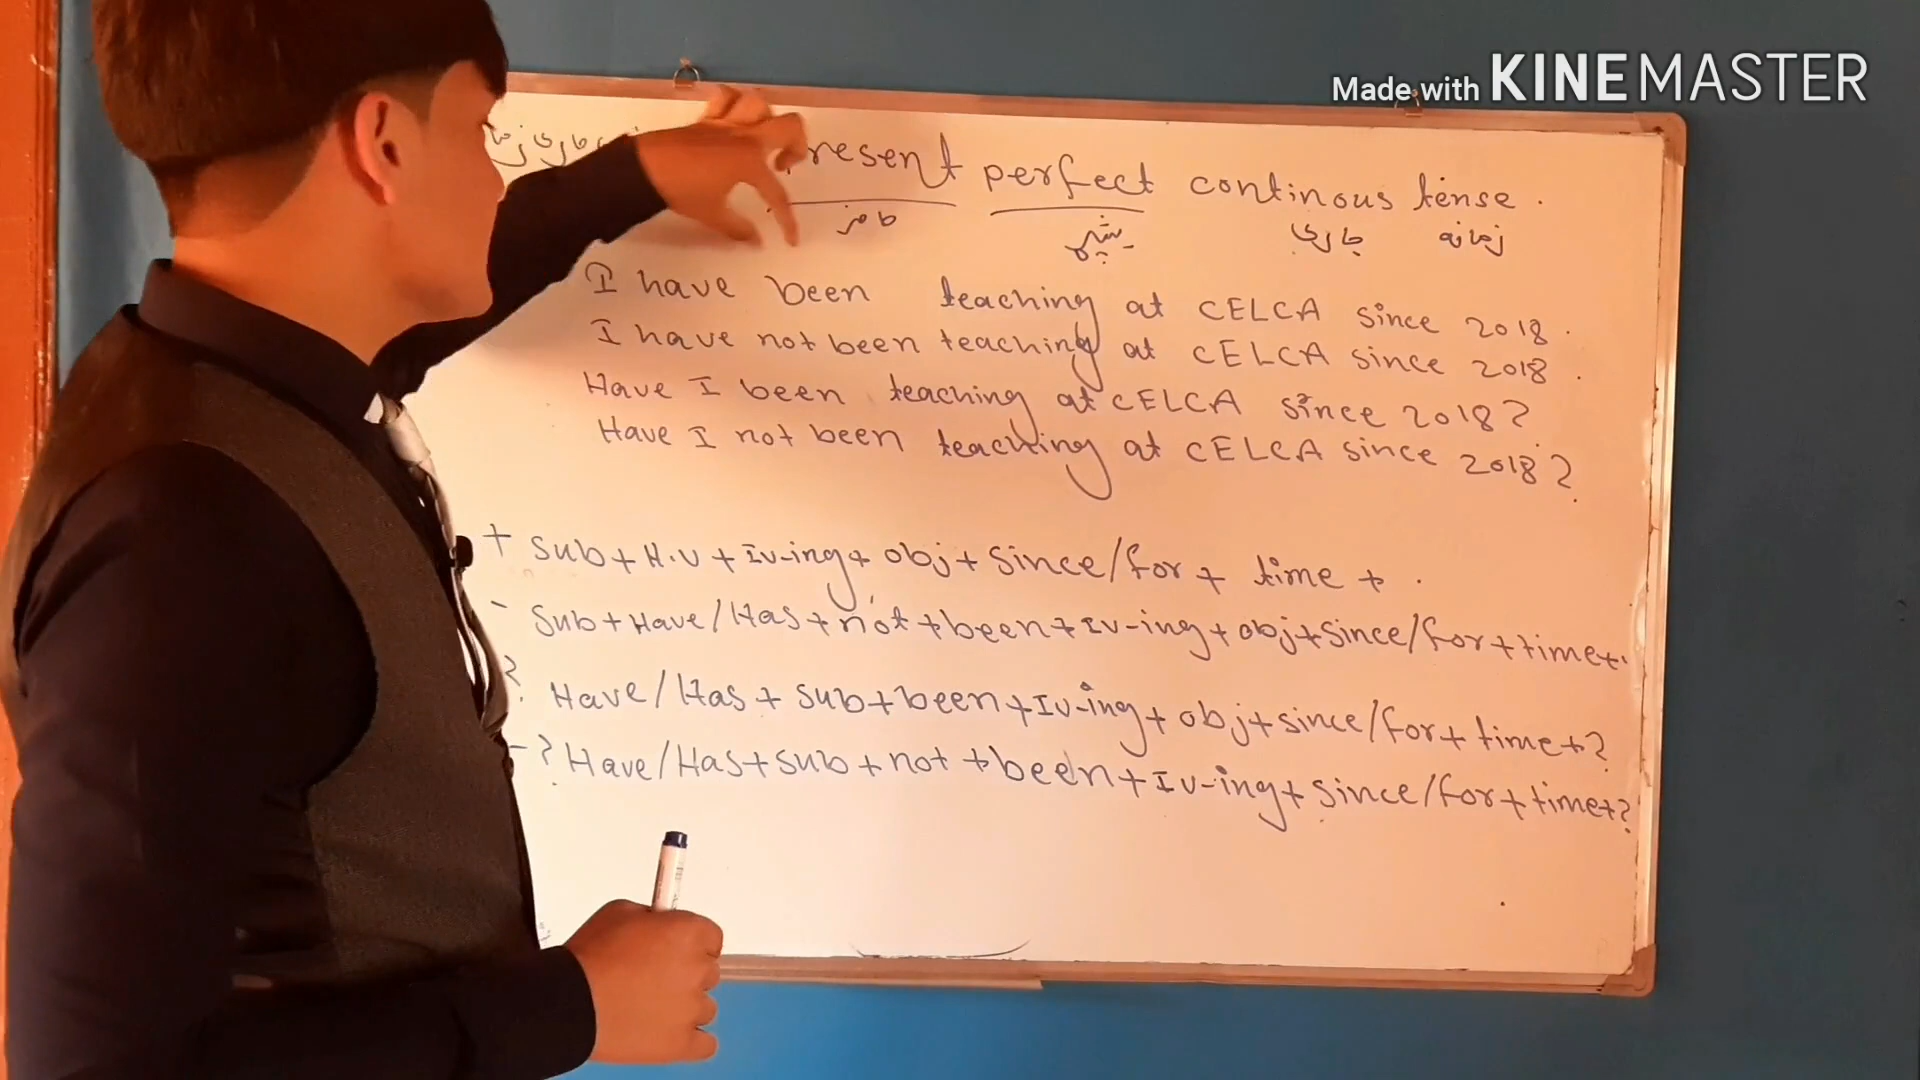 Made with KINEMASTER
resent perfect continous tense.
جاری زمانه
I have been teaching at CELCA since 2018.
I have not been teaching at CELCA since 2018.
Have I been teaching at CELCA since 2018?
Have I not been teaching at CELCA since 2018?
+ Sub+H.V+IV-ing+obj+Since/for+ time + .
- Sub+Have/Has+not+been+IV-ing+obj+Since/for+time+.
? Have/Has+sub+been+IV-ing+obj+since/for+time+?
-? Have/Has+sub+not+been+IV-ing+since/for+time+?